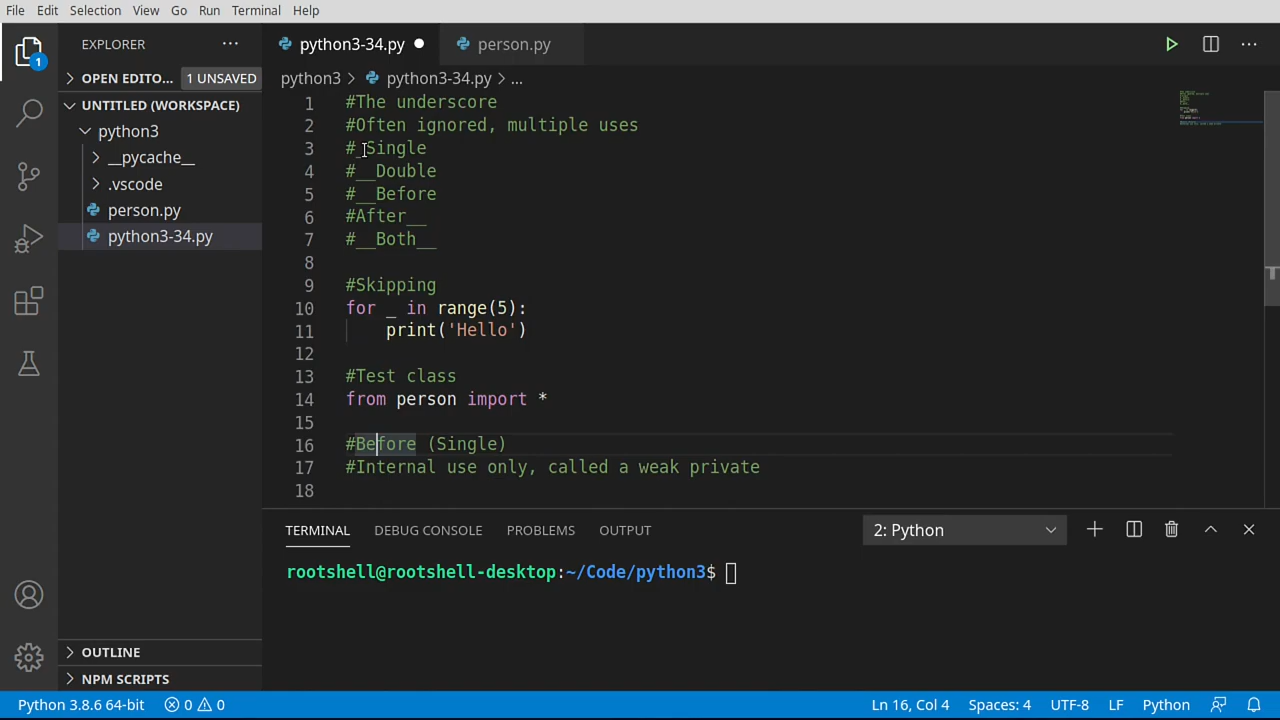 File Edit Selection View Go Run Terminal Help
EXPLORER
OPEN EDITO... 1 UNSAVED
UNTITLED (WORKSPACE)
python3
__pycache__
.vscode
person.py
python3-34.py
OUTLINE
NPM SCRIPTS
1
python3-34.py person.py
python3 > python3-34.py > ...
1 #The underscore
2 #Often ignored, multiple uses
3 #_Single
4 #__Double
5 #__Before
6 #After__
7 #__Both__
8
9 #Skipping
10 for _ in range(5):
11 print('Hello')
12
13 #Test class
14 from person import *
15
16 #Before (Single)
17 #Internal use only, called a weak private
18
TERMINAL DEBUG CONSOLE PROBLEMS OUTPUT 2: Python
rootshell@rootshell-desktop:~/Code/python3$
Python 3.8.6 64-bit 0 0 Ln 16, Col 4 Spaces: 4 UTF-8 LF Python